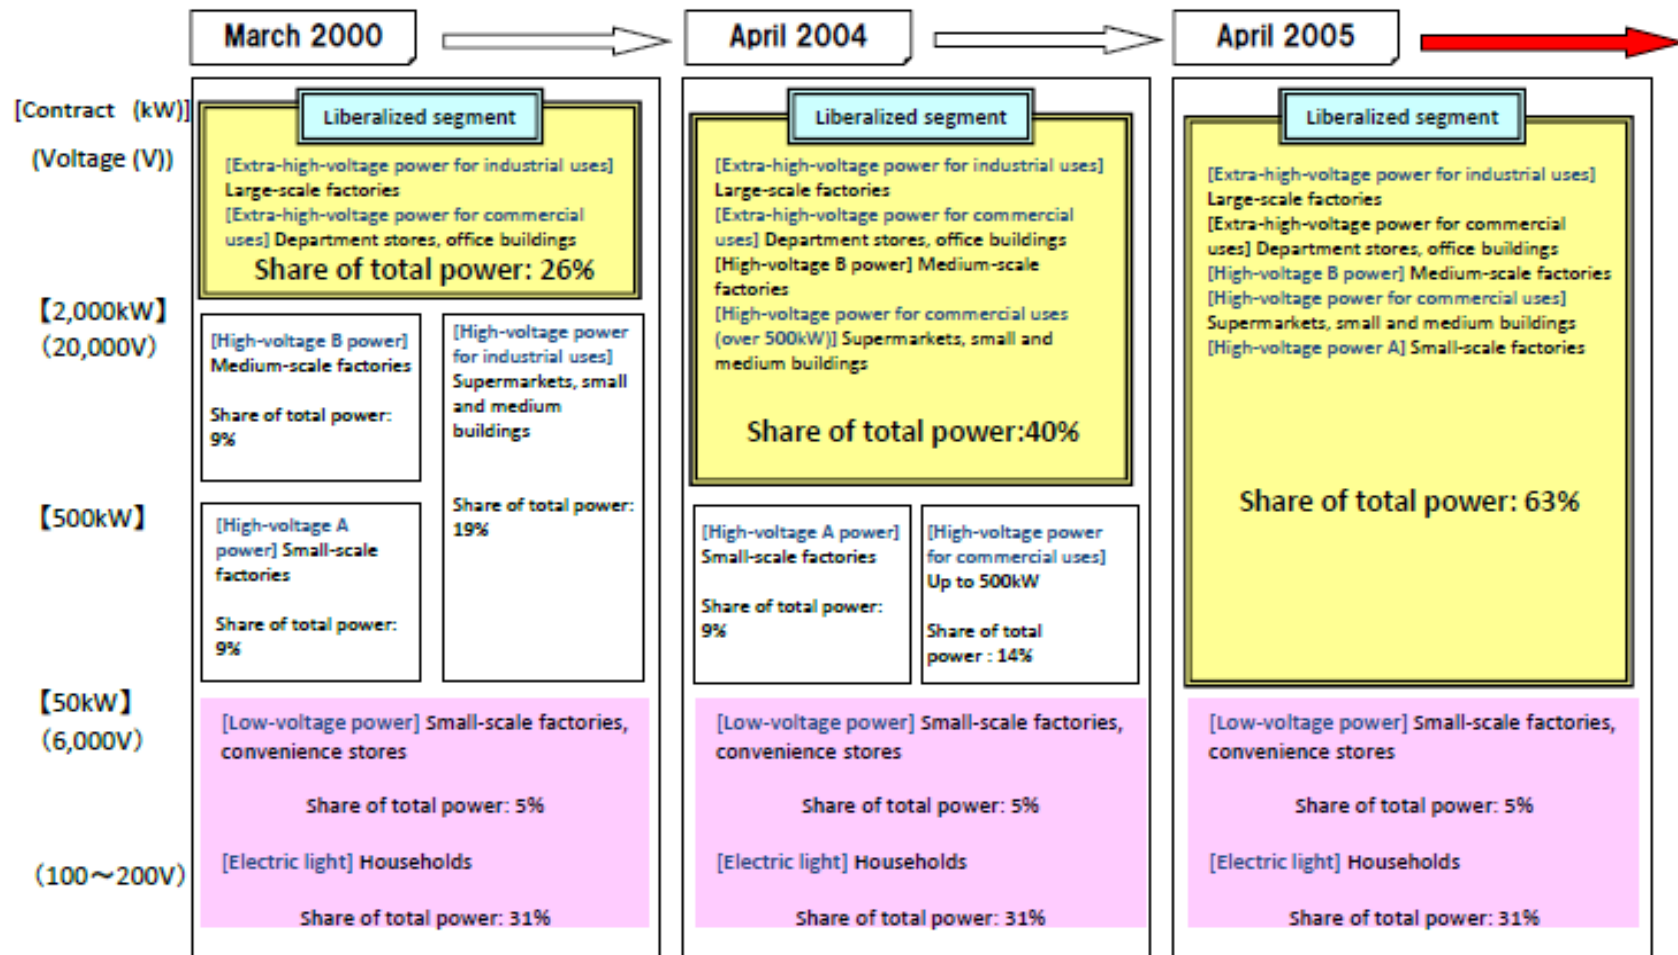 March 2000
April 2004
April 2005
[Contract (kW)]
(Voltage (V))
【2,000kW】
(20,000V)
【500kW】
【50kW】
(6,000V)
(100～200V)
Liberalized segment
[Extra-high-voltage power for industrial uses]
Large-scale factories
[Extra-high-voltage power for commercial
uses] Department stores, office buildings
Share of total power: 26%
[High-voltage B power]
Medium-scale factories
Share of total power:
9%
[High-voltage power
for industrial uses]
Supermarkets, small
and medium
buildings
Share of total power:
19%
[High-voltage A
power] Small-scale
factories
Share of total power:
9%
[Low-voltage power] Small-scale factories,
convenience stores
Share of total power: 5%
[Electric light] Households
Share of total power: 31%
Liberalized segment
[Extra-high-voltage power for industrial uses]
Large-scale factories
[Extra-high-voltage power for commercial
uses] Department stores, office buildings
[High-voltage B power] Medium-scale
factories
[High-voltage power for commercial uses
(over 500kW)] Supermarkets, small and
medium buildings
Share of total power:40%
[High-voltage A power]
Small-scale factories
Share of total power:
9%
[High-voltage power
for commercial uses]
Up to 500kW
Share of total
power : 14%
[Low-voltage power] Small-scale factories,
convenience stores
Share of total power: 5%
[Electric light] Households
Share of total power: 31%
Liberalized segment
[Extra-high-voltage power for industrial uses]
Large-scale factories
[Extra-high-voltage power for commercial
uses] Department stores, office buildings
[High-voltage B power] Medium-scale factories
[High-voltage power for commercial uses]
Supermarkets, small and medium buildings
[High-voltage power A] Small-scale factories
Share of total power: 63%
[Low-voltage power] Small-scale factories,
convenience stores
Share of total power: 5%
[Electric light] Households
Share of total power: 31%